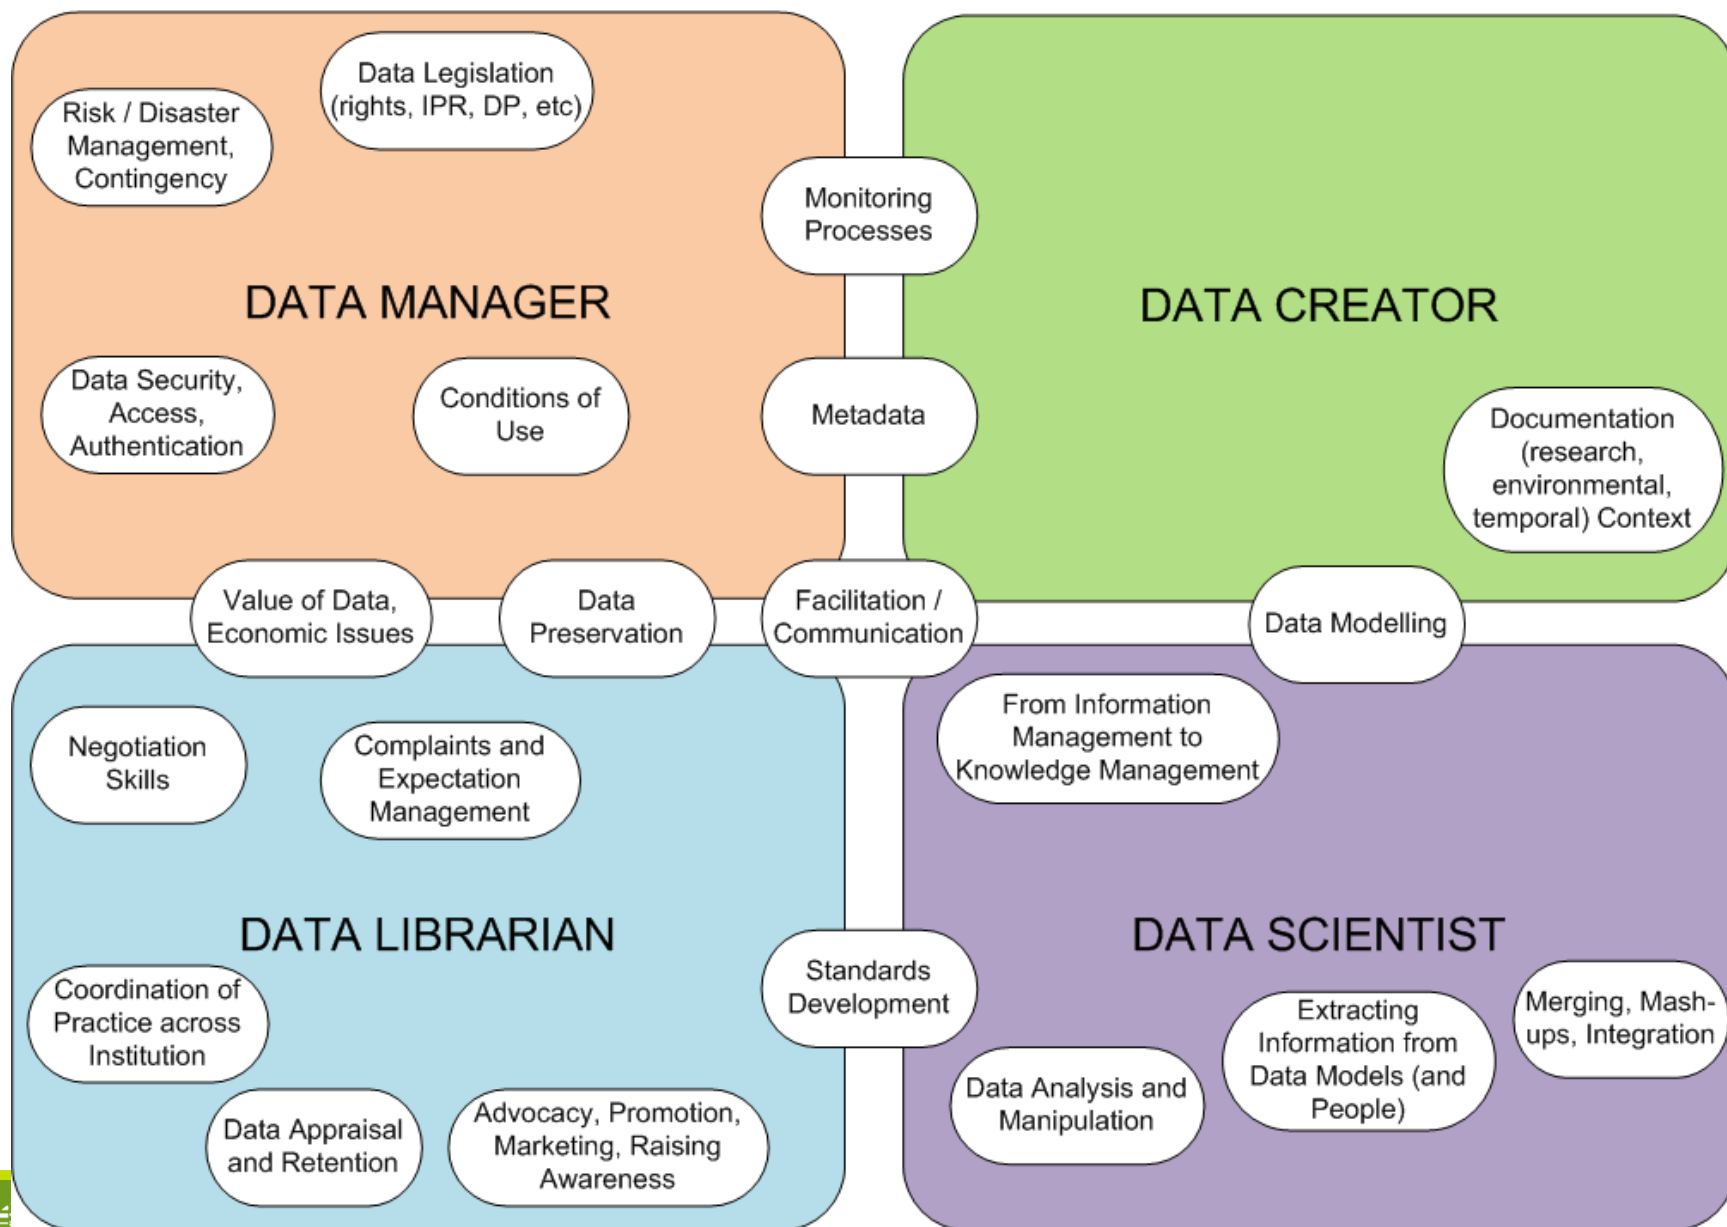 Data Legislation
(rights, IPR, DP, etc)
Risk / Disaster
Management,
Contingency
Monitoring
Processes
DATA MANAGER
DATA CREATOR
Data Security,
Access,
Authentication
Conditions of
Use
Metadata
Documentation
(research,
environmental,
temporal) Context
Value of Data,
Economic Issues
Data
Preservation
Facilitation /
Communication
Data Modelling
Negotiation
Skills
Complaints and
Expectation
Management
From Information
Management to
Knowledge Management
DATA LIBRARIAN
DATA SCIENTIST
Coordination of
Practice across
Institution
Standards
Development
Data Analysis and
Manipulation
Extracting
Information from
Data Models (and
People)
Merging, Mash-
ups, Integration
Data Appraisal
and Retention
Advocacy, Promotion,
Marketing, Raising
Awareness